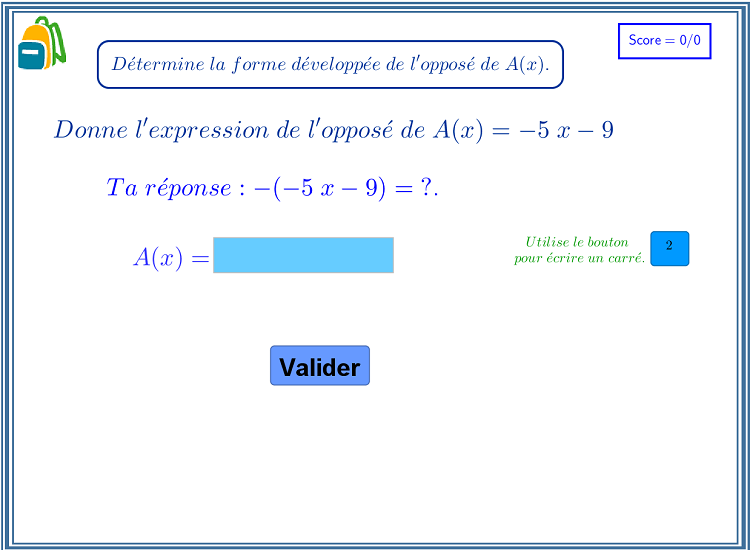 Score = 0/0
Détermine la forme développée de l'opposé de A(x).
Donne l'expression de l'opposé de A(x) = −5 x − 9
Ta réponse : −(−5 x − 9) = ?.
A(x) =
Utilise le bouton
pour écrire un carré.
2
Valider